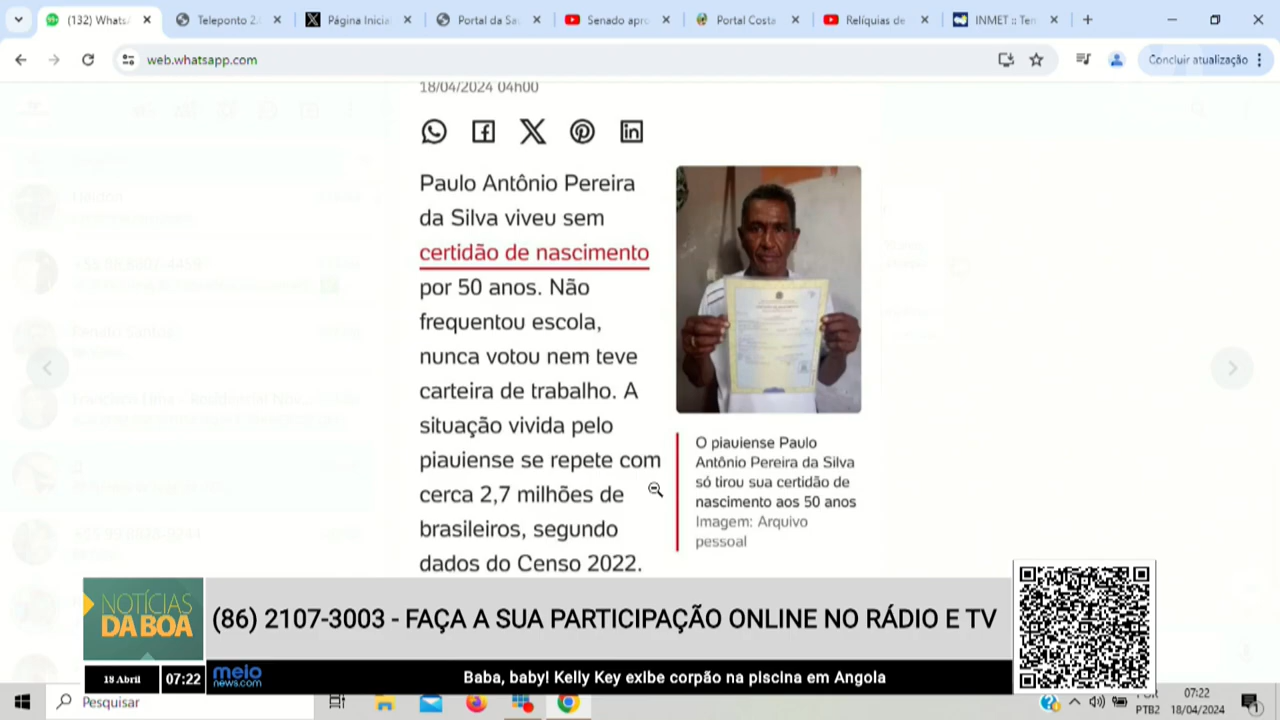 (132) Whats
Teleponto 2.
Página Inicia
Portal da Sa
Senado apr
Portal Costa
Relíquias de
INMET :: Ten
web.whatsapp.com
Concluir atualização
18/04/2024 04h00
Paulo Antônio Pereira
da Silva viveu sem
certidão de nascimento
por 50 anos. Não
frequentou escola,
nunca votou nem teve
carteira de trabalho. A
situação vivida pelo
piauiense se repete com
cerca 2,7 milhões de
brasileiros, segundo
dados do Censo 2022.
O piauiense Paulo
Antônio Pereira da Silva
só tirou sua certidão de
nascimento aos 50 anos
Imagem: Arquivo
pessoal
NOTÍCIAS
DA BOA
(86) 2107-3003 - FAÇA A SUA PARTICIPAÇÃO ONLINE NO RÁDIO E TV
18 Abril
07:22
meio
news.com
Baba, baby! Kelly Key exibe corpão na piscina em Angola
Pesquisar
POR
PTB2
07:22
18/04/2024